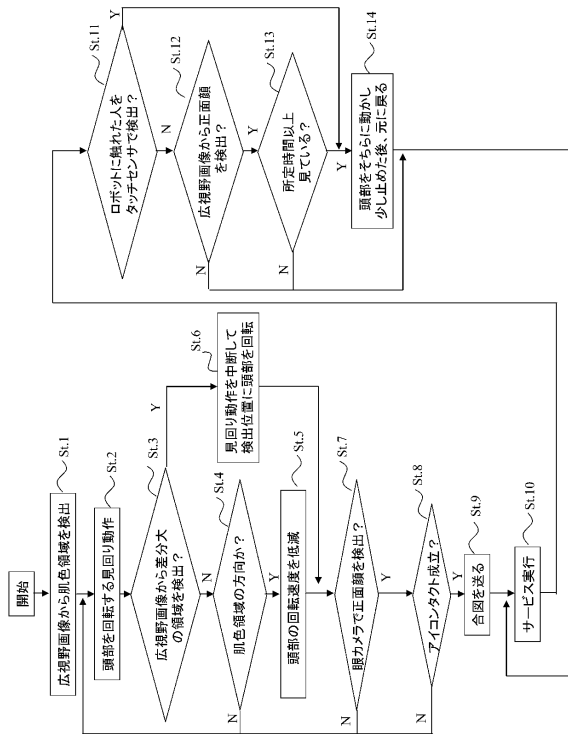 開始
広視野画像から肌色領域を検出
St.1
頭部を回転する見回り動作
St.2
広視野画像から差分大
の領域を検出？
St.3
Y
N
見回り動作を中断して
検出位置に頭部を回転
St.6
肌色領域の方向か？
St.4
N
Y
頭部の回転速度を低減
St.5
眼カメラで正面顔を検出？
St.7
N
Y
アイコンタクト成立？
St.8
N
Y
合図を送る
St.9
サービス実行
St.10
ロボットに触れた人を
タッチセンサで検出？
St.11
Y
N
広視野画像から正面顔
を検出？
St.12
N
Y
所定時間以上
見ている？
St.13
N
Y
頭部をそちらに動かし
少し止めた後、元に戻る
St.14